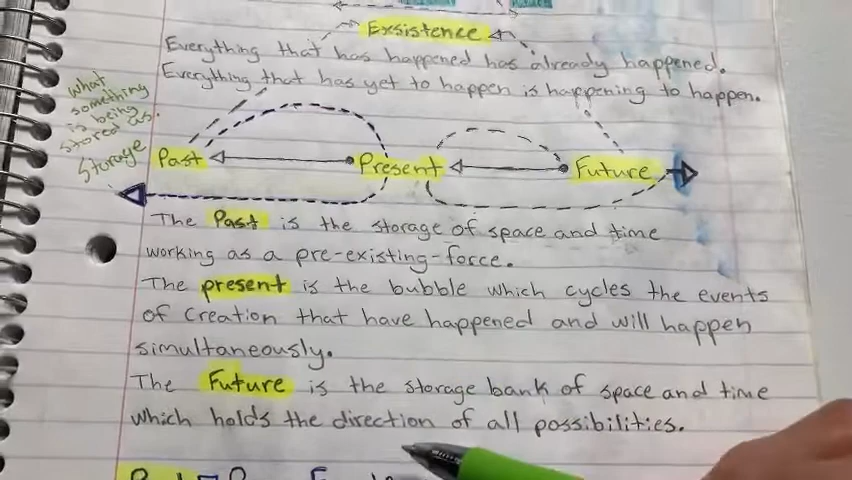 Exsistence
Everything that has happened has already happened.
Everything that has yet to happen is happening to happen.
what
something
is being
stored as.
Storage
Past Present Future
The Past is the storage of space and time
working as a pre-existing-force.
The present is the bubble which cycles the events
of creation that have happened and will happen
simultaneously.
The Future is the storage bank of space and time
which holds the direction of all possibilities.